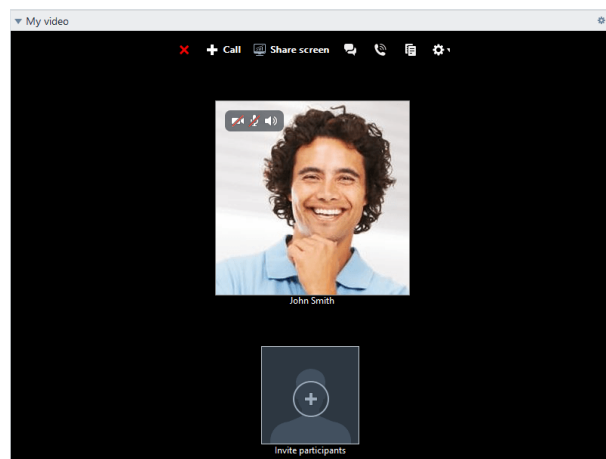 My video
Call
Share screen
John Smith
Invite participants